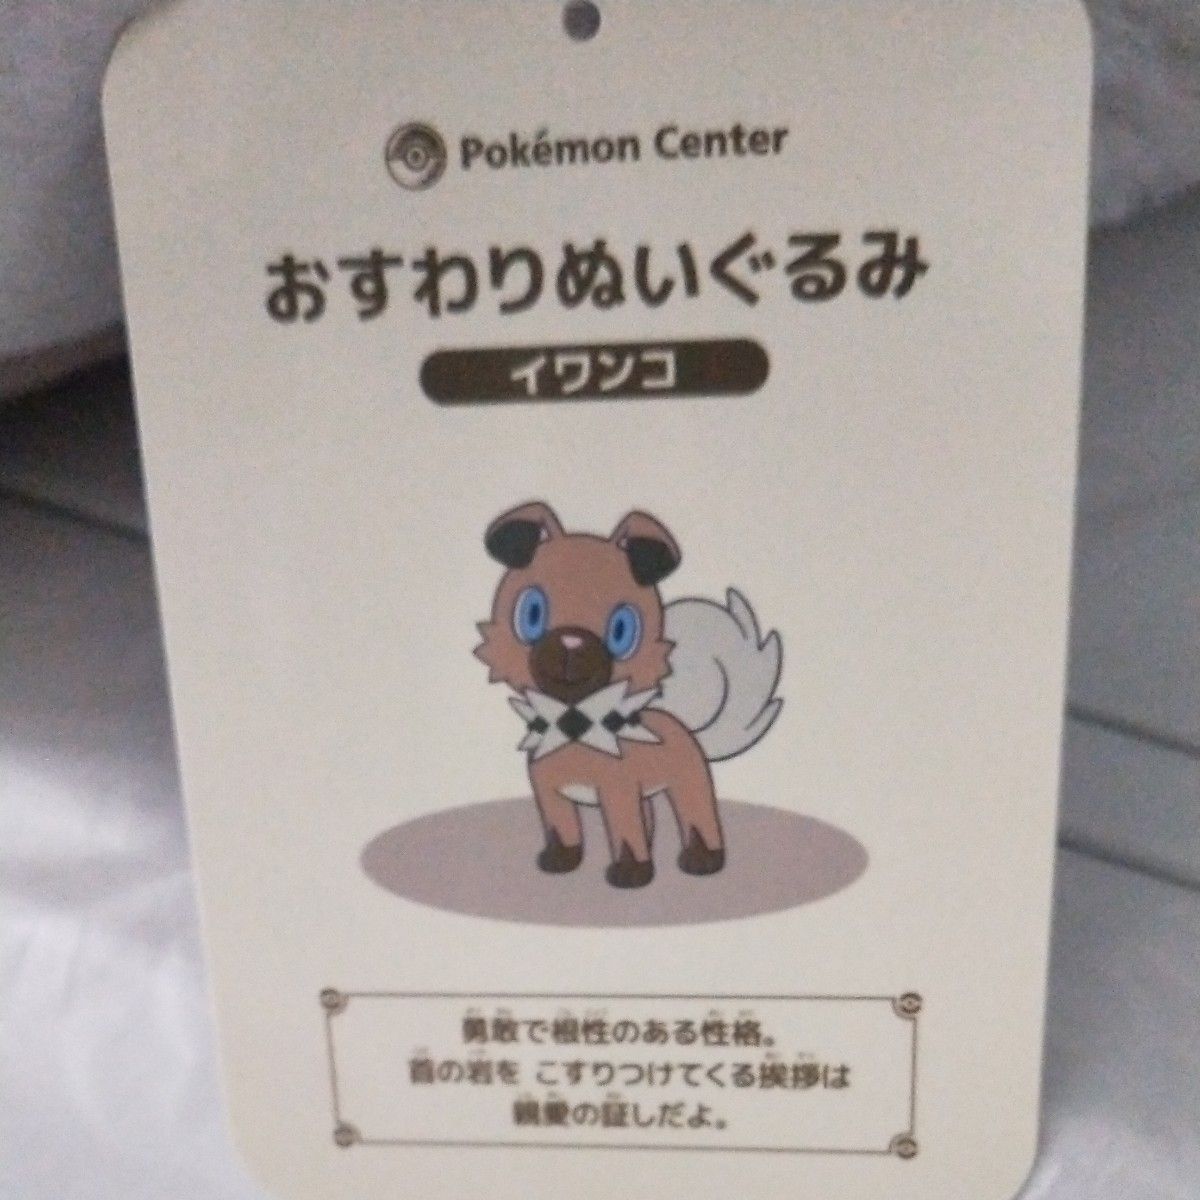 Pokémon Center
おすわりぬいぐるみ
イワンコ
勇敢で根性のある性格。
首の岩を こすりつけてくる挨拶は
親愛の証しだよ。